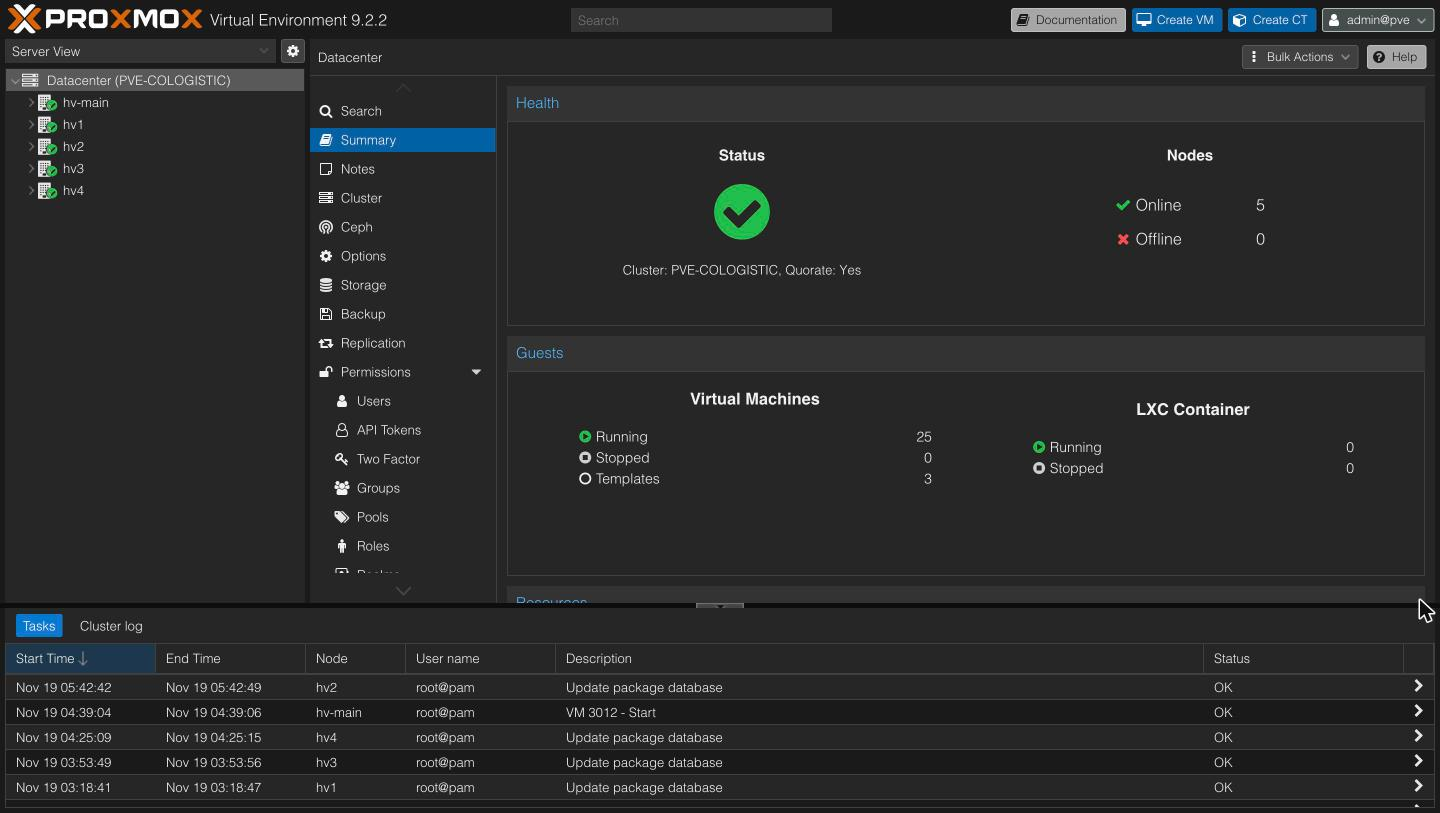 PROXMOX Virtual Environment 9.2.2
Search
Documentation
Create VM
Create CT
admin@pve
Server View
Datacenter (PVE-COLOGISTIC)
hv-main
hv1
hv2
hv3
hv4
Datacenter
Bulk Actions
Help
Search
Summary
Notes
Cluster
Ceph
Options
Storage
Backup
Replication
Permissions
Users
API Tokens
Two Factor
Groups
Pools
Roles
Realms
Health
Status
Cluster: PVE-COLOGISTIC, Quorate: Yes
Nodes
Online 5
Offline 0
Guests
Virtual Machines
Running 25
Stopped 0
Templates 3
LXC Container
Running 0
Stopped 0
Resources
Tasks
Cluster log
Start Time End Time Node User name Description Status
Nov 19 05:42:42 Nov 19 05:42:49 hv2 root@pam Update package database OK
Nov 19 04:39:04 Nov 19 04:39:06 hv-main root@pam VM 3012 - Start OK
Nov 19 04:25:09 Nov 19 04:25:15 hv4 root@pam Update package database OK
Nov 19 03:53:49 Nov 19 03:53:56 hv3 root@pam Update package database OK
Nov 19 03:18:41 Nov 19 03:18:47 hv1 root@pam Update package database OK